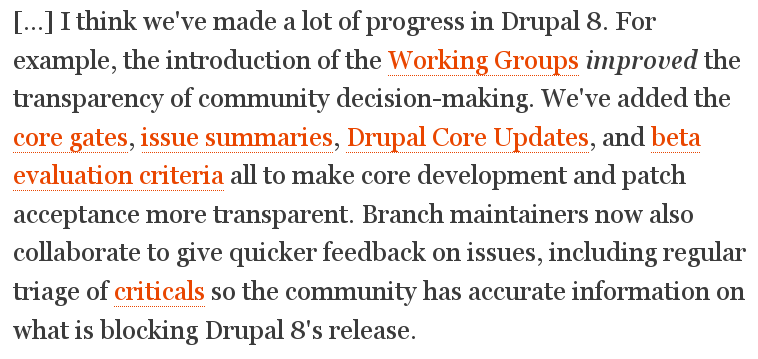 [...] I think we've made a lot of progress in Drupal 8. For
example, the introduction of the Working Groups improved the
transparency of community decision-making. We've added the
core gates, issue summaries, Drupal Core Updates, and beta
evaluation criteria all to make core development and patch
acceptance more transparent. Branch maintainers now also
collaborate to give quicker feedback on issues, including regular
triage of criticals so the community has accurate information on
what is blocking Drupal 8's release.